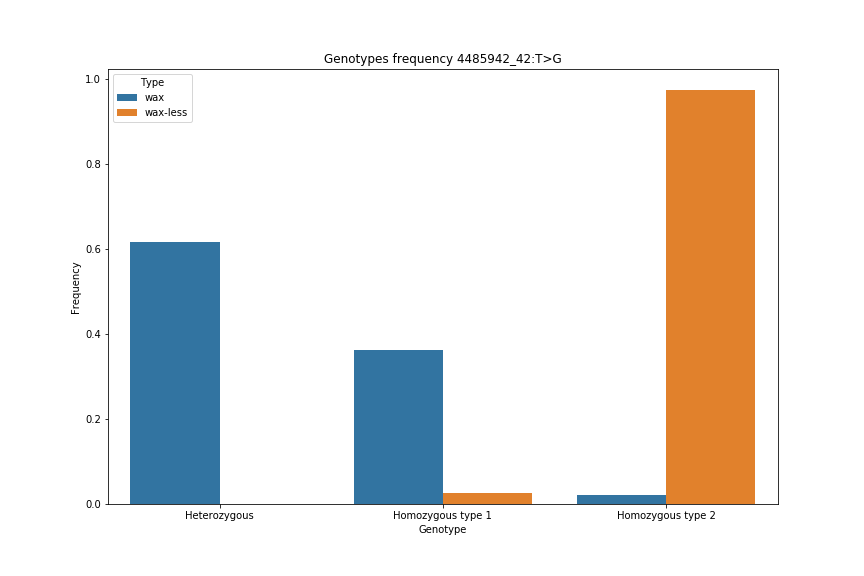 Genotypes frequency 4485942_42:T>G
Type
wax
wax-less
1.0
0.8
0.6
0.4
0.2
0.0
Frequency
Heterozygous
Homozygous type 1
Homozygous type 2
Genotype